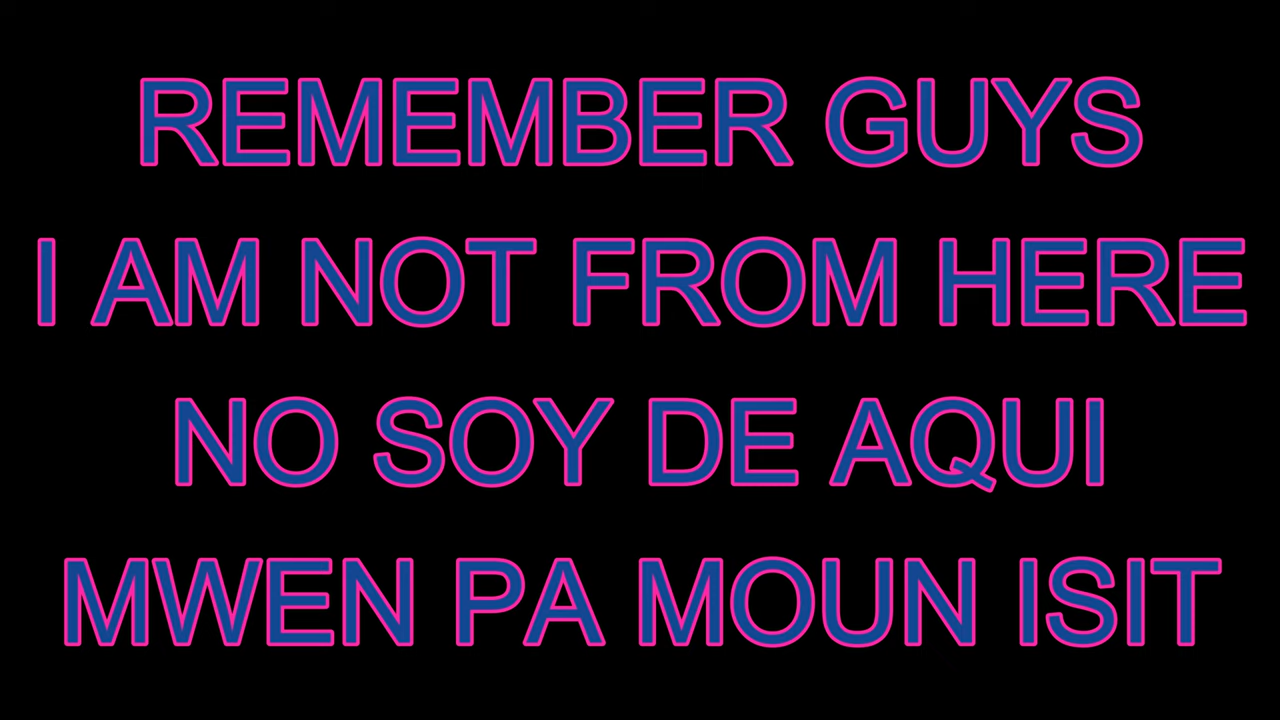 REMEMBER GUYS
I AM NOT FROM HERE
NO SOY DE AQUI
MWEN PA MOUN ISIT